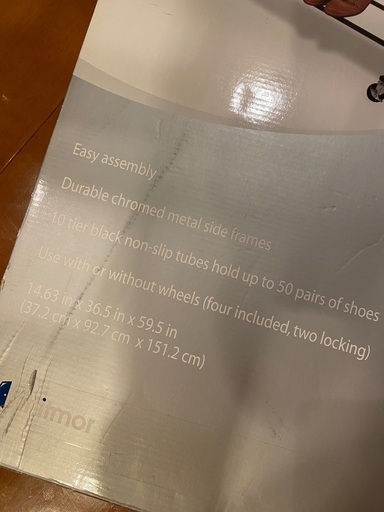 Easy assembly
Durable chromed metal side frames
10 tier black non-slip tubes hold up to 50 pairs of shoes
Use with or without wheels (four included, two locking)
14.63 in x 36.5 in x 59.5 in
(37.2 cm x 92.7 cm x 151.2 cm)